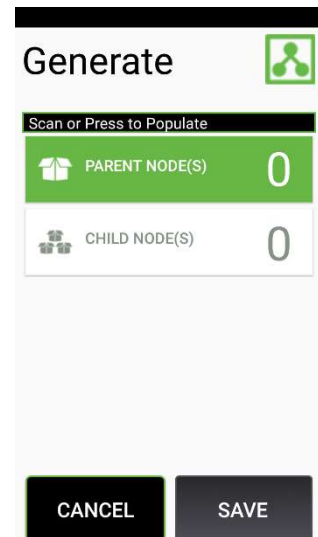 Generate
Scan or Press to Populate
PARENT NODE(S) 0
CHILD NODE(S) 0
CANCEL SAVE